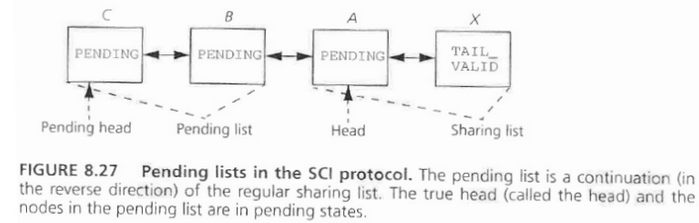 C B A X
PENDING PENDING PENDING TAIL_
VALID
Pending head Pending list Head Sharing list
FIGURE 8.27 Pending lists in the SCI protocol. The pending list is a continuation (in
the reverse direction) of the regular sharing list. The true head (called the head) and the
nodes in the pending list are in pending states.